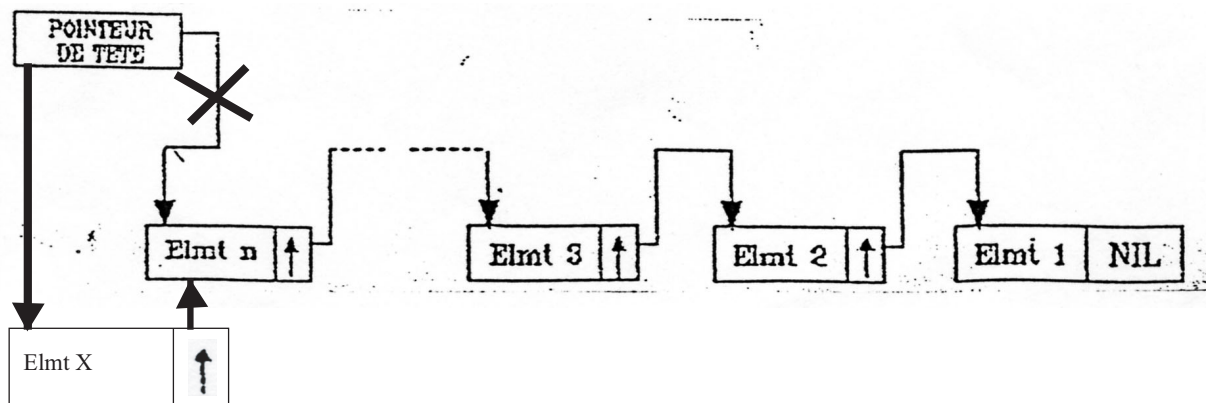 POINTEUR
DE TETE
Elmt n
Elmt 3
Elmt 2
Elmt 1 NIL
Elmt X